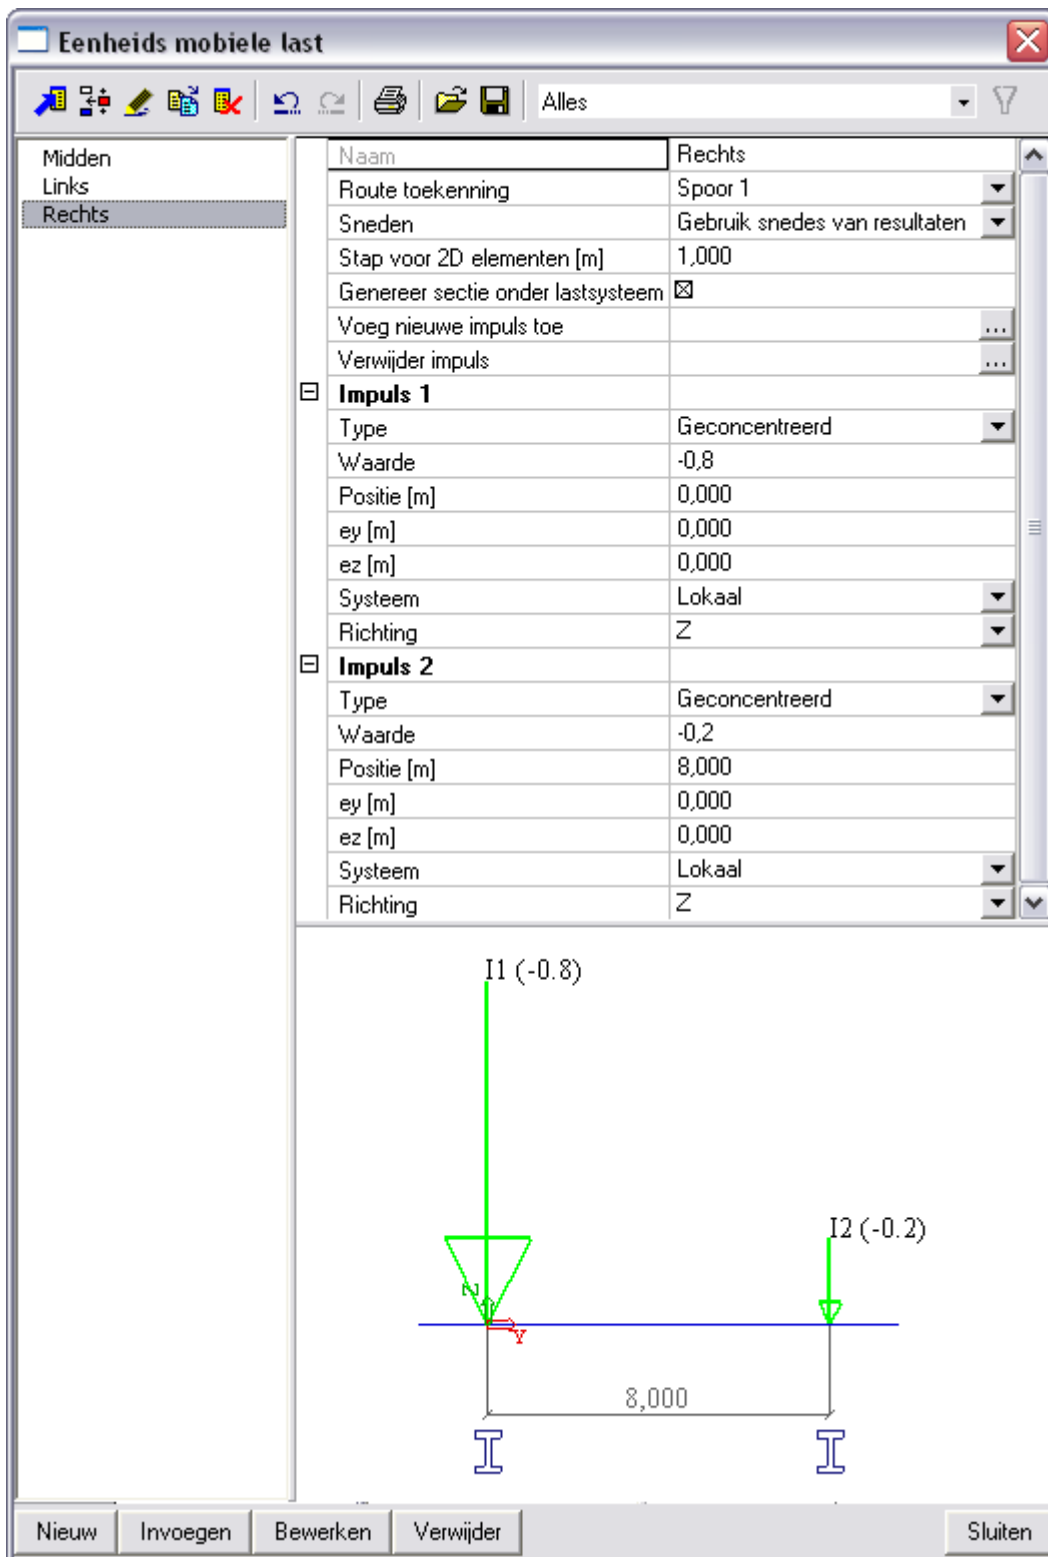 Eenheids mobiele last
Alles
Midden
Links
Rechts
Naam Rechts
Route toekenning Spoor 1
Sneden Gebruik snedes van resultaten
Stap voor 2D elementen [m] 1,000
Genereer sectie onder lastsysteem
Voeg nieuwe impuls toe ...
Verwijder impuls ...
Impuls 1
Type Geconcentreerd
Waarde -0,8
Positie [m] 0,000
ey [m] 0,000
ez [m] 0,000
Systeem Lokaal
Richting Z
Impuls 2
Type Geconcentreerd
Waarde -0,2
Positie [m] 8,000
ey [m] 0,000
ez [m] 0,000
Systeem Lokaal
Richting Z
I1 (-0.8)
I2 (-0.2)
Z
Y
8,000
Nieuw Invoegen Bewerken Verwijder Sluiten